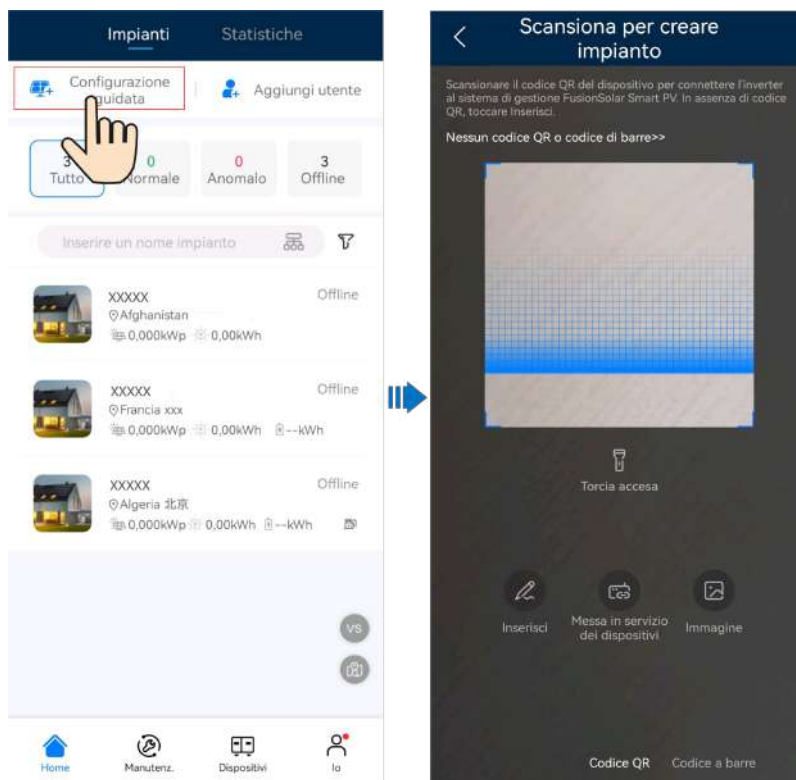 Impianti Statistiche
Configurazione
guidata
Aggiungi utente
3 0 0 3
Tutto Normale Anomalo Offline
Inserire un nome impianto
XXXXX Offline
Afghanistan
0,000kWp 0,00kWh
XXXXX Offline
Francia xxx
0,000kWp 0,00kWh --kWh
XXXXX Offline
Algeria 北京
0,000kWp 0,00kWh --kWh
VS
Home Manutenz. Dispositivi Io
Scansiona per creare
impianto
Scansionare il codice QR del dispositivo per connettere l'inverter
al sistema di gestione FusionSolar Smart PV. In assenza di codice
QR, toccare Inserisci.
Nessun codice QR o codice di barre>>
Torcia accesa
Inserisci
Messa in servizio
dei dispositivi
Immagine
Codice QR Codice a barre